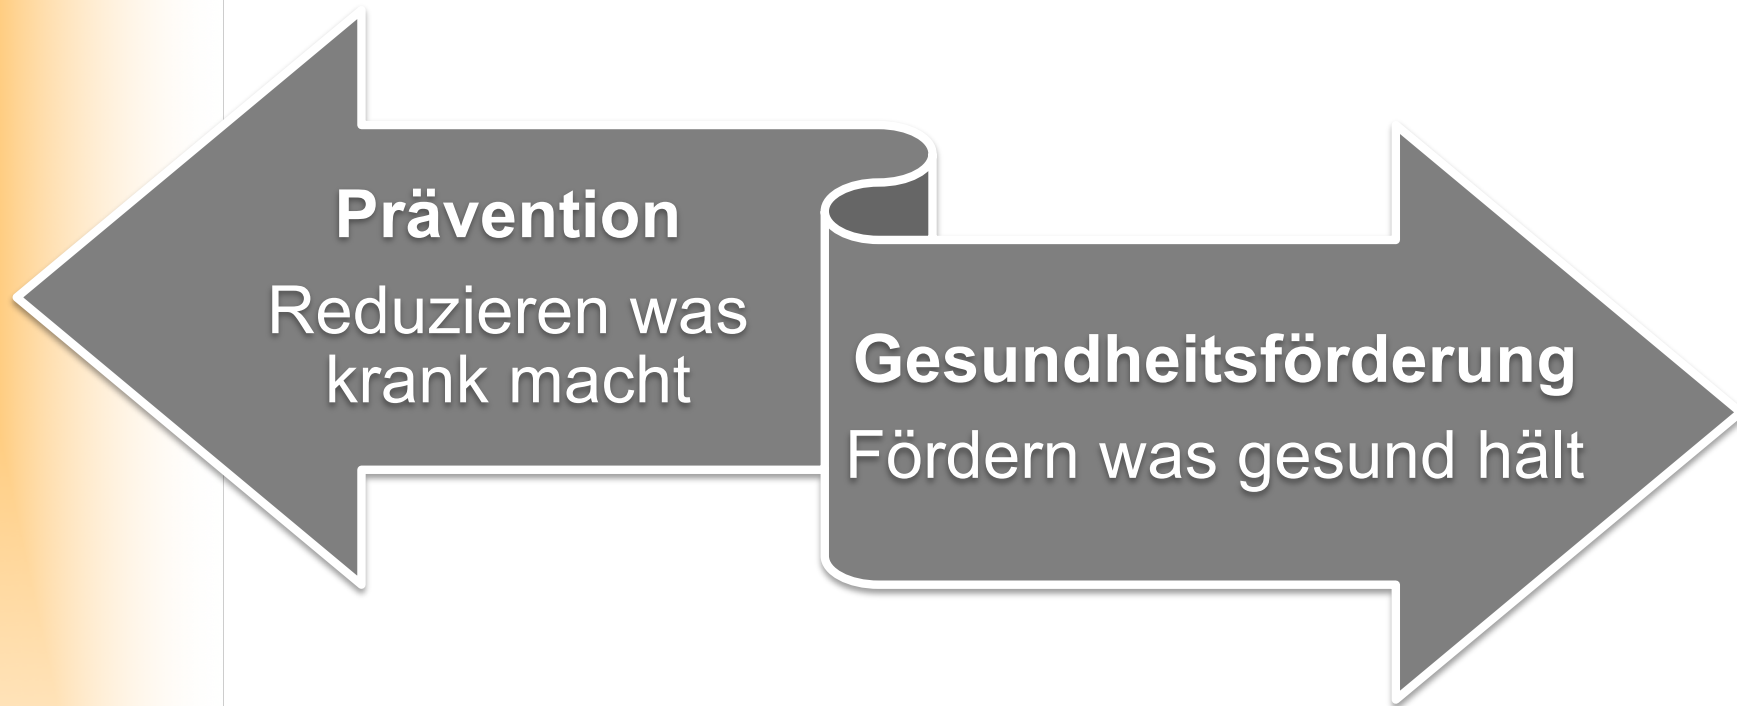 Prävention
Reduzieren was
krank macht
Gesundheitsförderung
Fördern was gesund hält